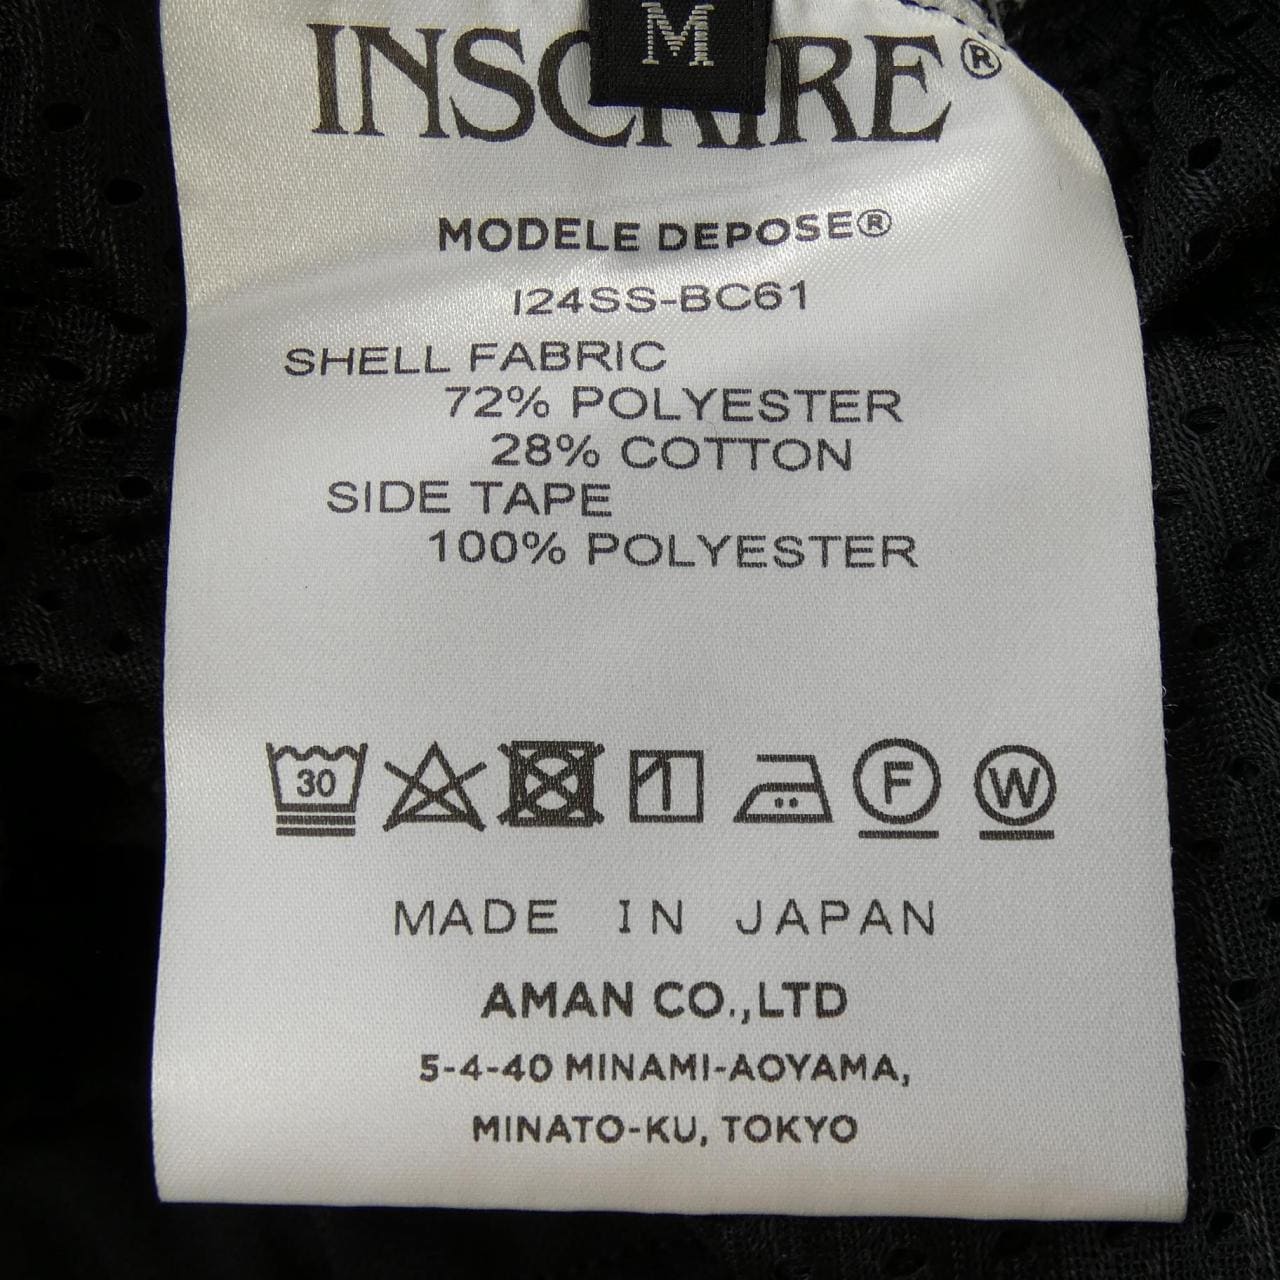 M
INSCRIRE®
MODELE DEPOSE®
I24SS-BC61
SHELL FABRIC
72% POLYESTER
28% COTTON
SIDE TAPE
100% POLYESTER
30 F W
MADE IN JAPAN
AMAN CO.,LTD
5-4-40 MINAMI-AOYAMA,
MINATO-KU, TOKYO